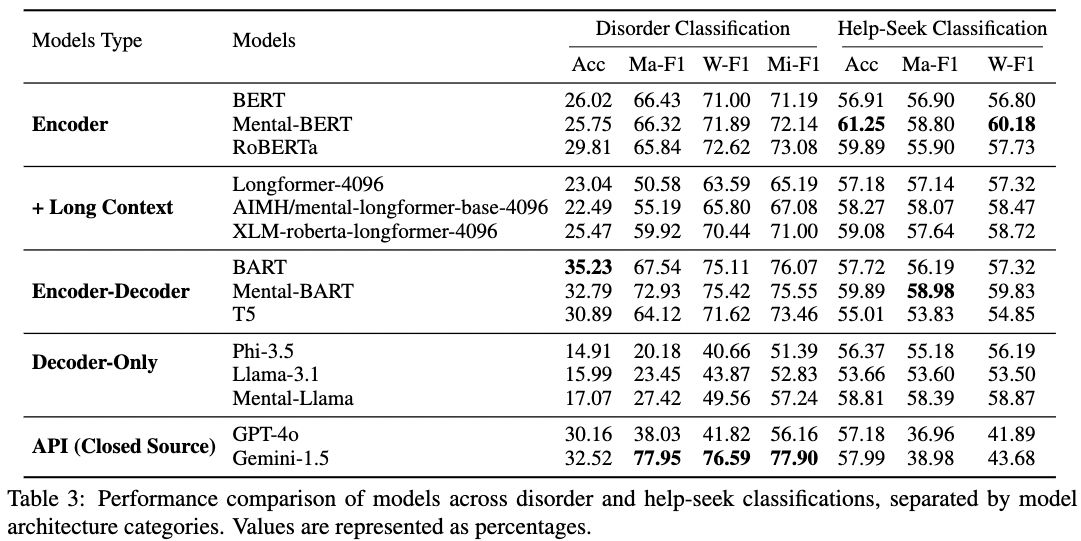 Models Type Models Disorder Classification Help-Seek Classification
Acc Ma-F1 W-F1 Mi-F1 Acc Ma-F1 W-F1
Encoder BERT 26.02 66.43 71.00 71.19 56.91 56.90 56.80
Mental-BERT 25.75 66.32 71.89 72.14 61.25 58.80 60.18
RoBERTa 29.81 65.84 72.62 73.08 59.89 55.90 57.73
+ Long Context Longformer-4096 23.04 50.58 63.59 65.19 57.18 57.14 57.32
AIMH/mental-longformer-base-4096 22.49 55.19 65.80 67.08 58.27 58.07 58.47
XLM-roberta-longformer-4096 25.47 59.92 70.44 71.00 59.08 57.64 58.72
Encoder-Decoder BART 35.23 67.54 75.11 76.07 57.72 56.19 57.32
Mental-BART 32.79 72.93 75.42 75.55 59.89 58.98 59.83
T5 30.89 64.12 71.62 73.46 55.01 53.83 54.85
Decoder-Only Phi-3.5 14.91 20.18 40.66 51.39 56.37 55.18 56.19
Llama-3.1 15.99 23.45 43.87 52.83 53.66 53.60 53.50
Mental-Llama 17.07 27.42 49.56 57.24 58.81 58.39 58.87
API (Closed Source) GPT-4o 30.16 38.03 41.82 56.16 57.18 36.96 41.89
Gemini-1.5 32.52 77.95 76.59 77.90 57.99 38.98 43.68
Table 3: Performance comparison of models across disorder and help-seek classifications, separated by model
architecture categories. Values are represented as percentages.